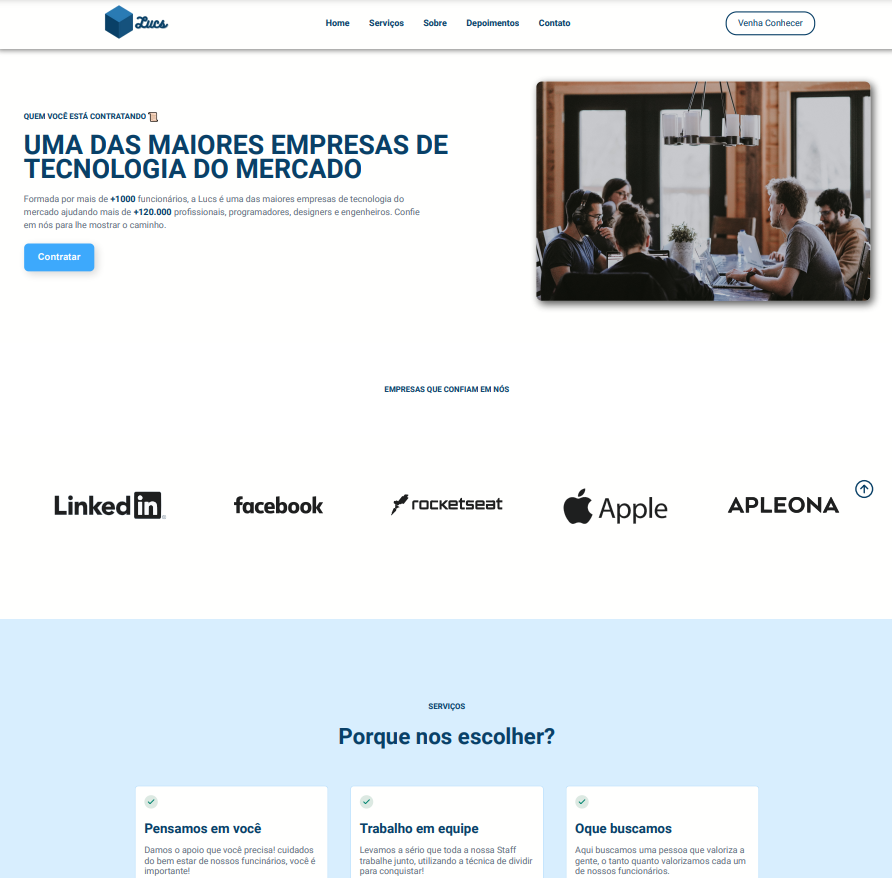 Lucs
Home
Serviços
Sobre
Depoimentos
Contato
Venha Conhecer
QUEM VOCÊ ESTÁ CONTRATANDO
UMA DAS MAIORES EMPRESAS DE
TECNOLOGIA DO MERCADO
Formada por mais de +1000 funcionários, a Lucs é uma das maiores empresas de tecnologia do
mercado ajudando mais de +120.000 profissionais, programadores, designers e engenheiros. Confie
em nós para lhe mostrar o caminho.
Contratar
EMPRESAS QUE CONFIAM EM NÓS
Linkedin
facebook
rocketseat
Apple
APLEONA
SERVIÇOS
Porque nos escolher?
Pensamos em você
Damos o apoio que você precisa! cuidados
do bem estar de nossos funcinários, você é
importante!
Trabalho em equipe
Levamos a sério que toda a nossa Staff
trabalhe junto, utilizando a técnica de dividir
para conquistar!
Oque buscamos
Aqui buscamos uma pessoa que valoriza a
gente, o tanto quanto valorizamos cada um
de nossos funcionários.